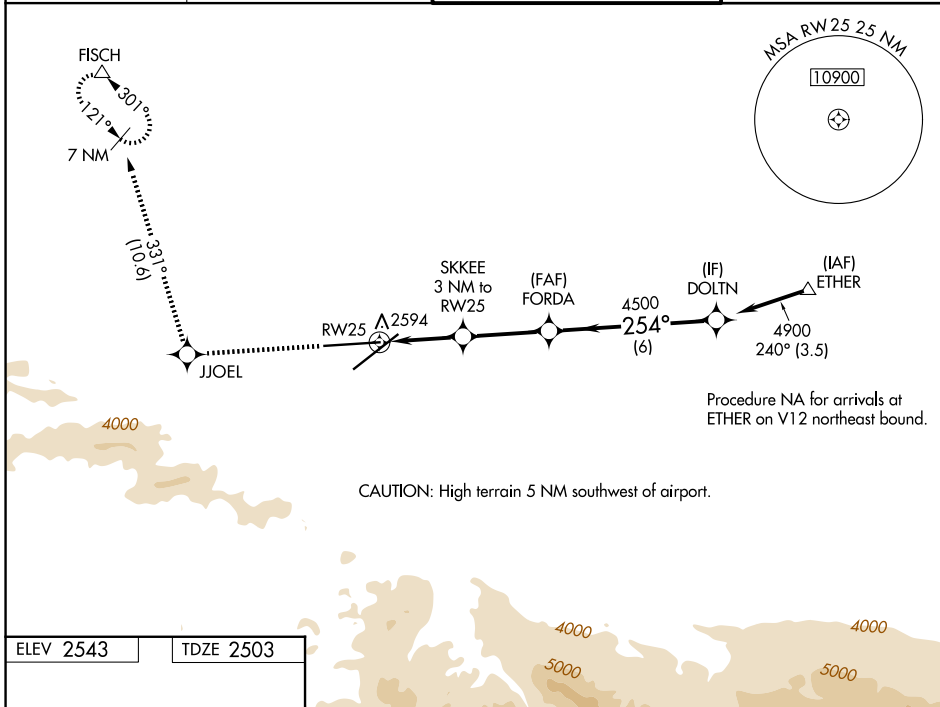 FISCH
301°
121°
7 NM
331°
(10.6)
MSA RW 25 25 NM
10900
SKKEE
3 NM to
RW25
(FAF)
FORDA
(IF)
DOLTN
(IAF)
ETHER
4500
254°
(6)
4900
240° (3.5)
RW25
2594
JJOEL
Procedure NA for arrivals at
ETHER on V12 northeast bound.
4000
CAUTION: High terrain 5 NM southwest of airport.
4000
5000
4000
5000
ELEV 2543
TDZE 2503